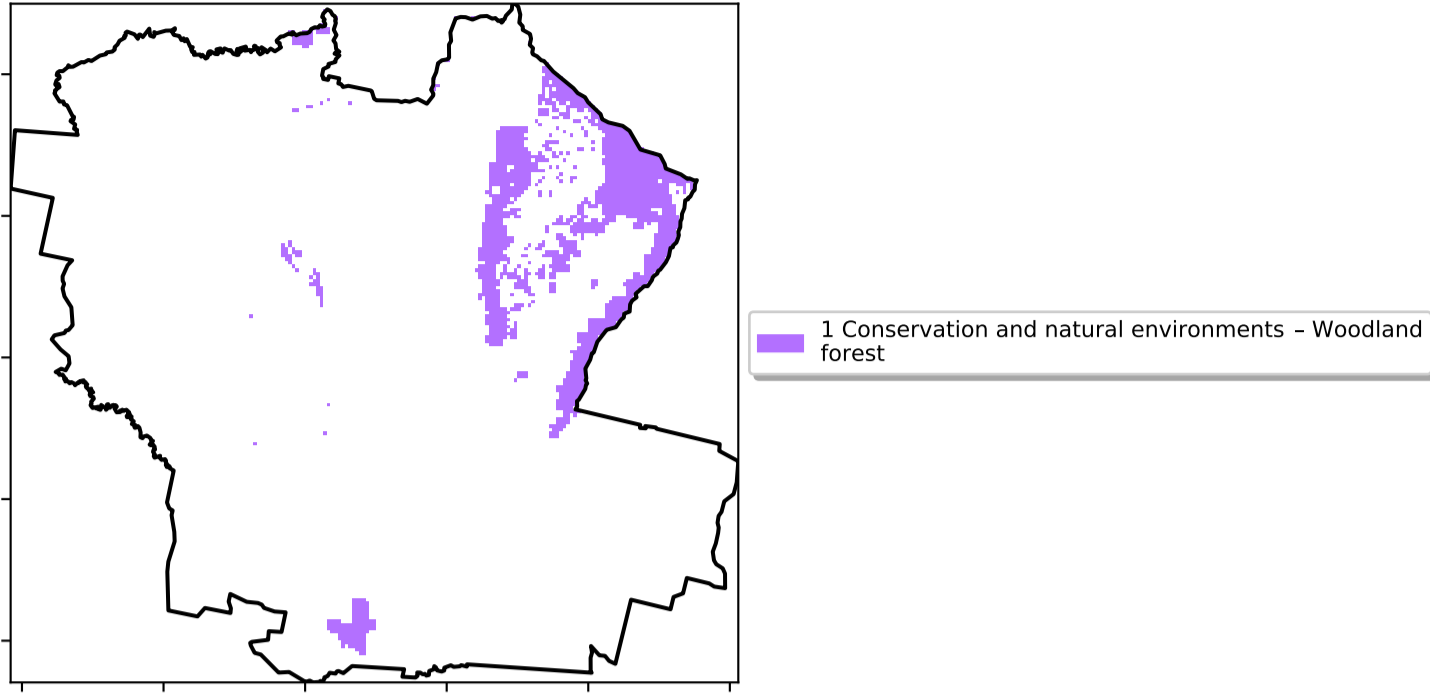 1 Conservation and natural environments – Woodland
forest